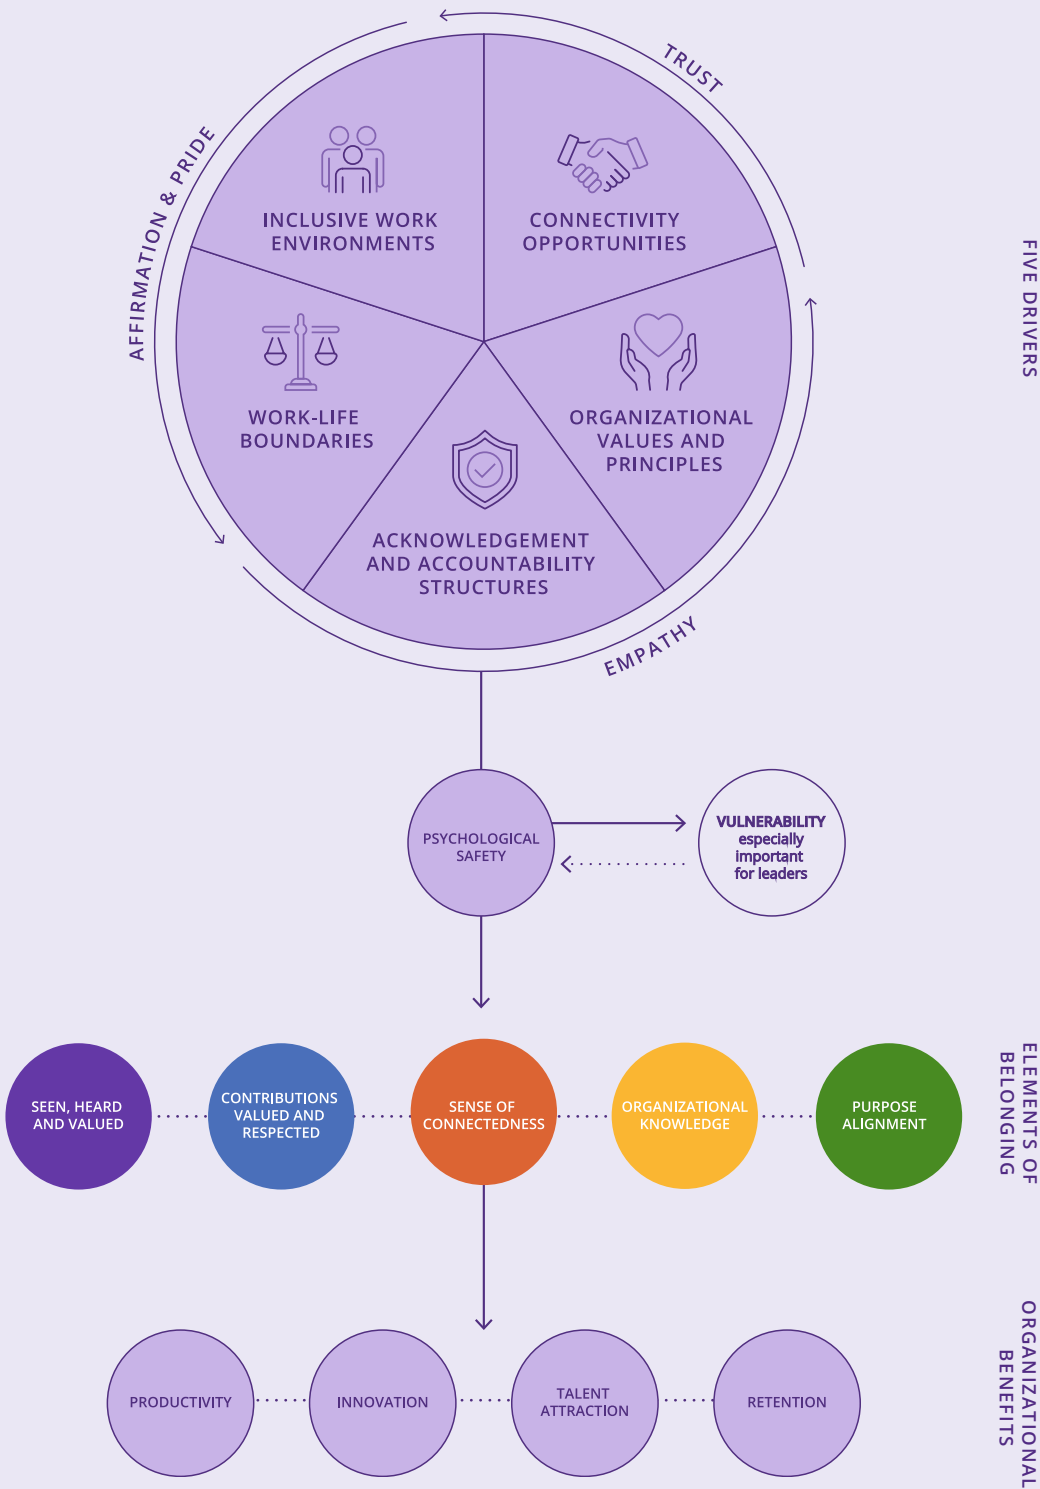 TRUST
AFFIRMATION & PRIDE
INCLUSIVE WORK
ENVIRONMENTS
CONNECTIVITY
OPPORTUNITIES
FIVE DRIVERS
WORK-LIFE
BOUNDARIES
ORGANIZATIONAL
VALUES AND
PRINCIPLES
ACKNOWLEDGEMENT
AND ACCOUNTABILITY
STRUCTURES
EMPATHY
PSYCHOLOGICAL
SAFETY
VULNERABILITY
especially
important
for leaders
SEEN, HEARD
AND VALUED
CONTRIBUTIONS
VALUED AND
RESPECTED
SENSE OF
CONNECTEDNESS
ORGANIZATIONAL
KNOWLEDGE
PURPOSE
ALIGNMENT
ELEMENTS OF
BELONGING
PRODUCTIVITY
INNOVATION
TALENT
ATTRACTION
RETENTION
ORGANIZATIONAL
BENEFITS